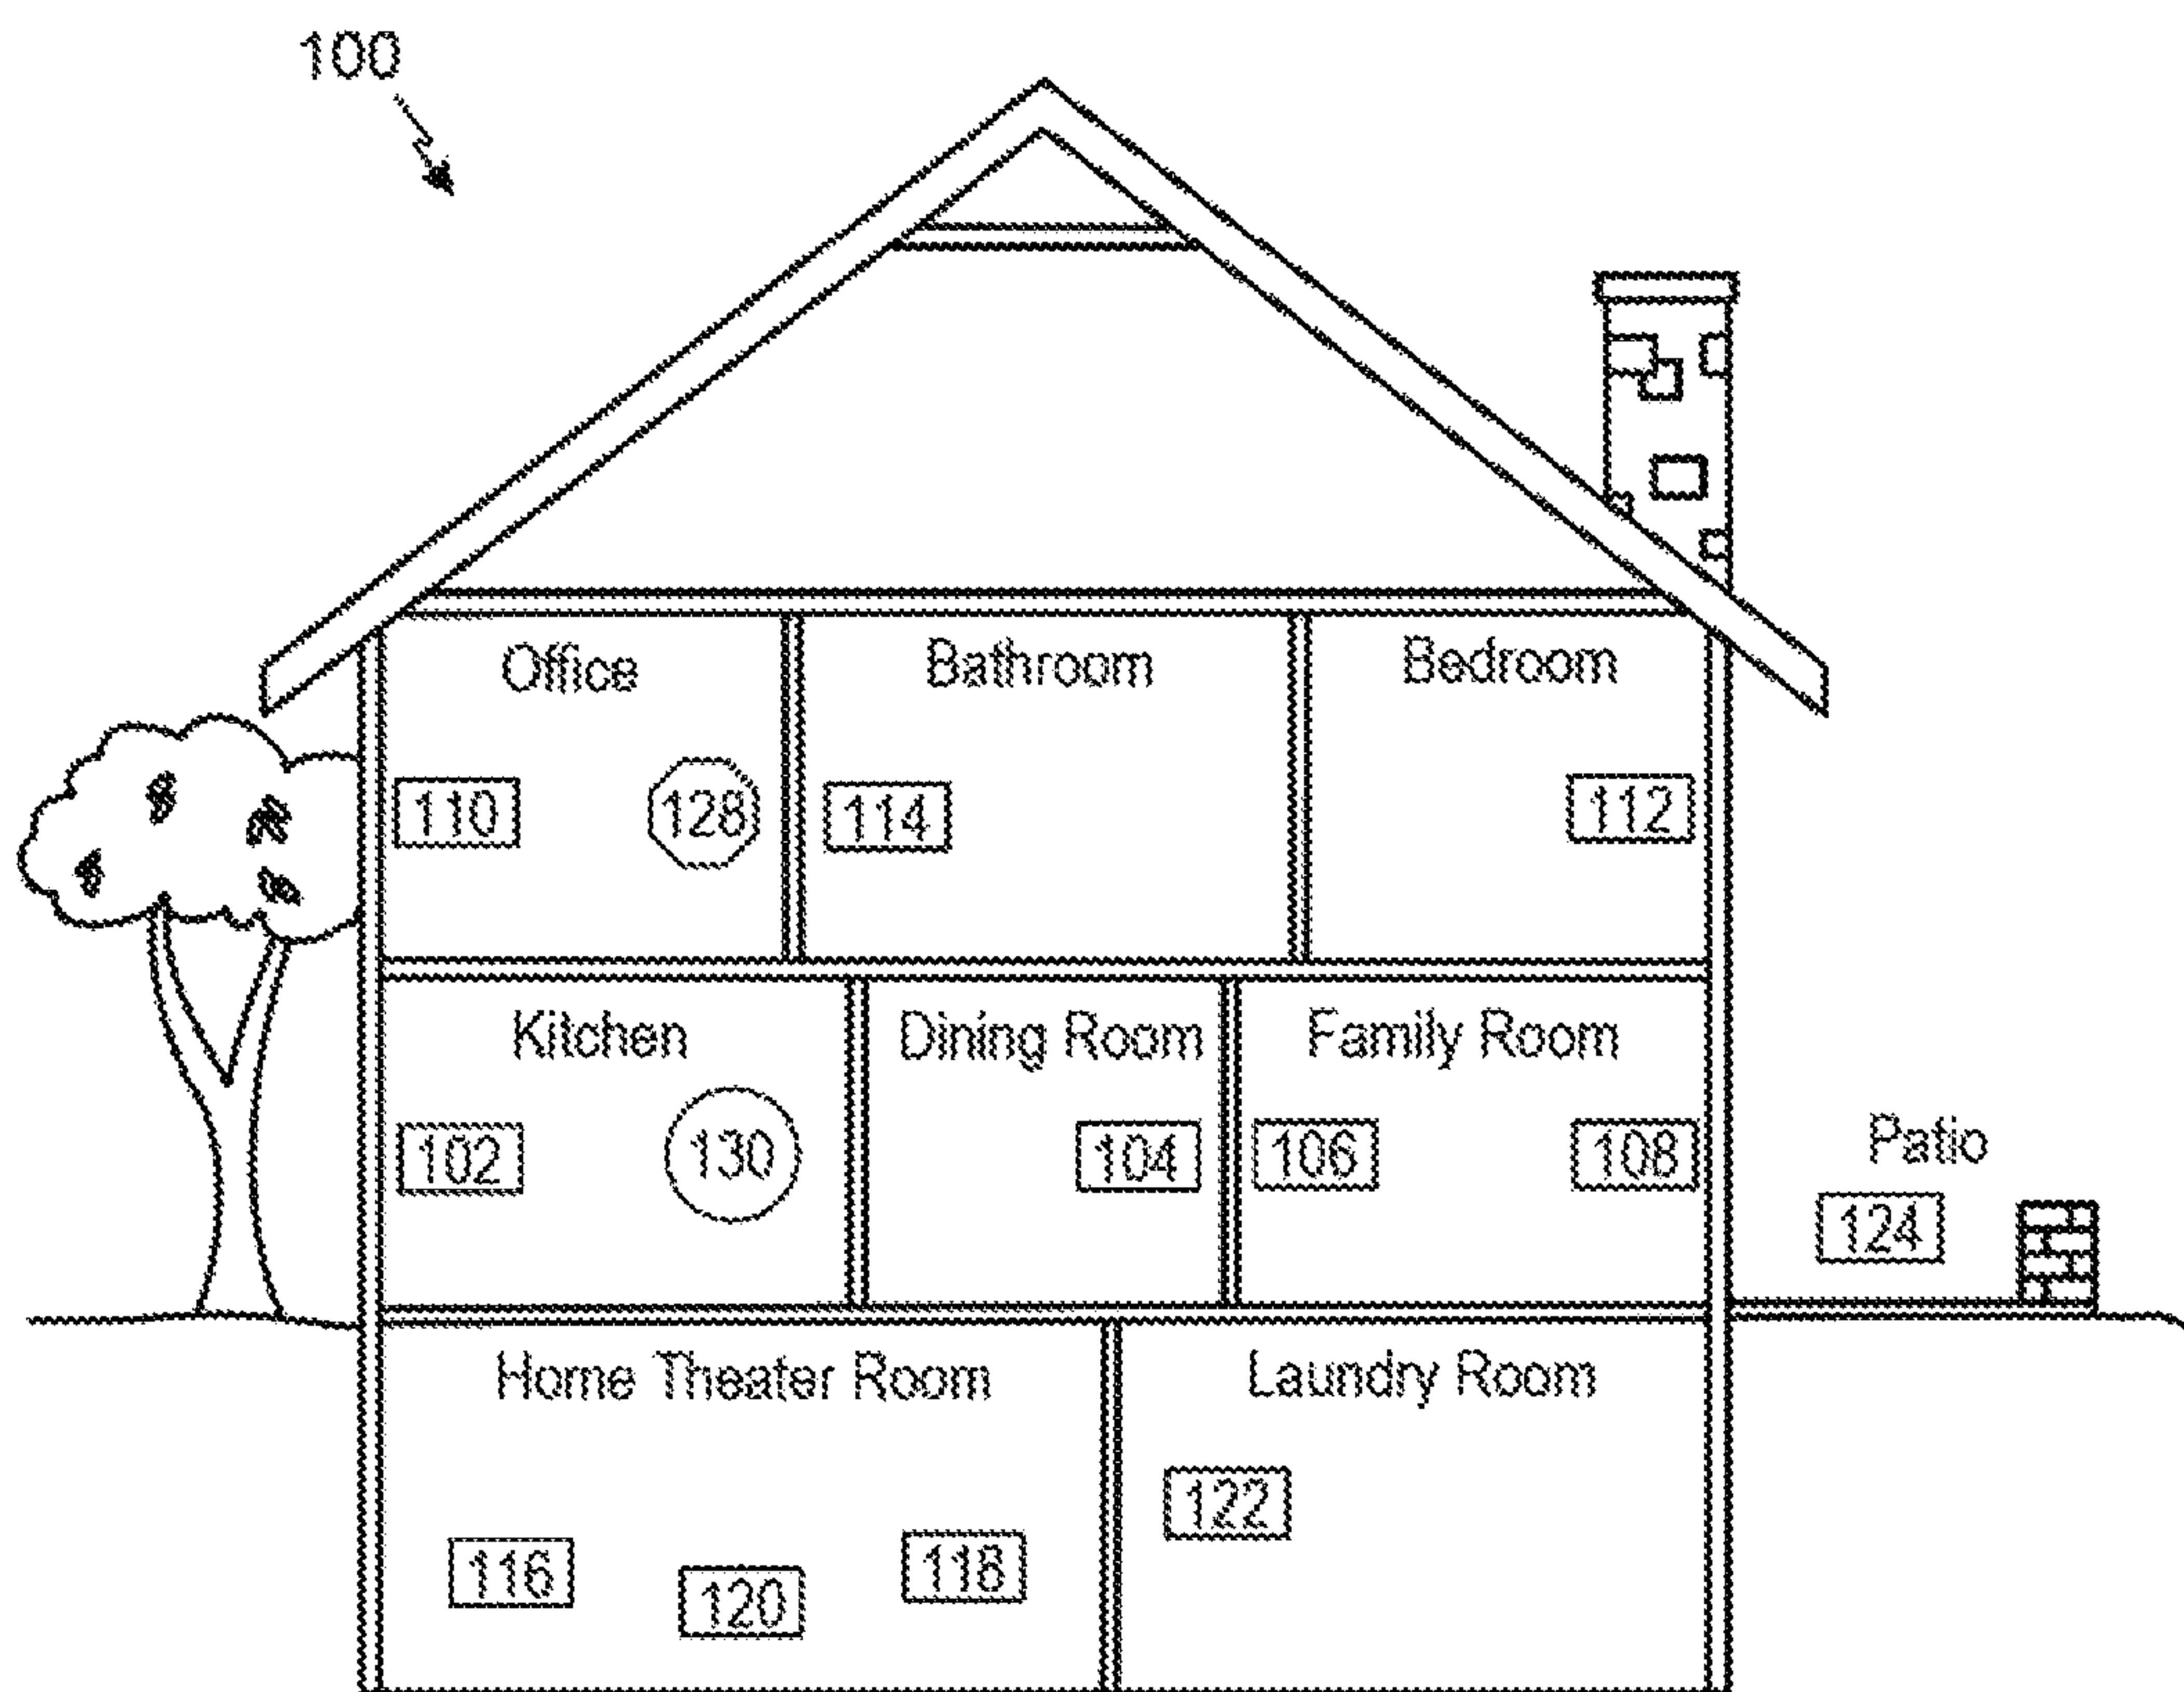 100
Office Bathroom Bedroom
110 128 114 112
Kitchen Dining Room Family Room
102 130 104 106 108 Patio
124
Home Theater Room Laundry Room
122
116 120 118